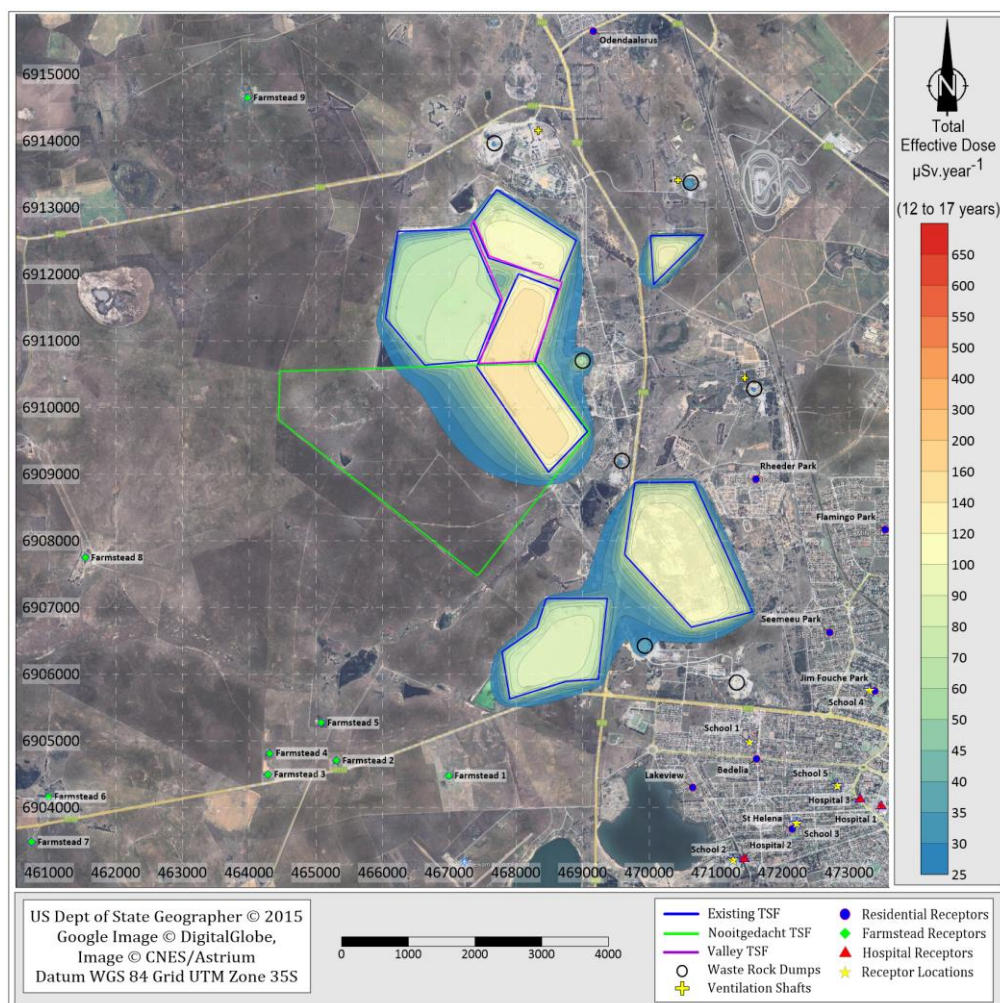 Odendaalsrus
6915000
Farmstead 9
6914000
6913000
6912000
6911000
6910000
6909000
Rheeder Park
Flamingo Park
6908000
Farmstead 8
6907000
Seemeeu Park
6906000
Jim Fouche Park
School 4
Farmstead 5
6905000
School 1
Farmstead 4
Farmstead 2
Bedelia
Farmstead 3
Farmstead 1
Lakeview
School 5
Farmstead 6
6904000
Hospital 3
Hospital 1
St Helena
School 3
Farmstead 7
School 2
Hospital 2
461000 462000 463000 464000 465000 466000 467000 468000 469000 470000 471000 472000 473000
N
Total
Effective Dose
µSv.year-1
(12 to 17 years)
650
600
550
500
400
300
200
160
140
120
100
90
80
70
60
50
45
40
35
25
US Dept of State Geographer © 2015
Google Image © DigitalGlobe,
Image © CNES/Astrium
Datum WGS 84 Grid UTM Zone 35S
0 1000 2000 3000 4000
Existing TSF
Nooitgedacht TSF
Valley TSF
Waste Rock Dumps
Ventilation Shafts
Residential Receptors
Farmstead Receptors
Hospital Receptors
Receptor Locations